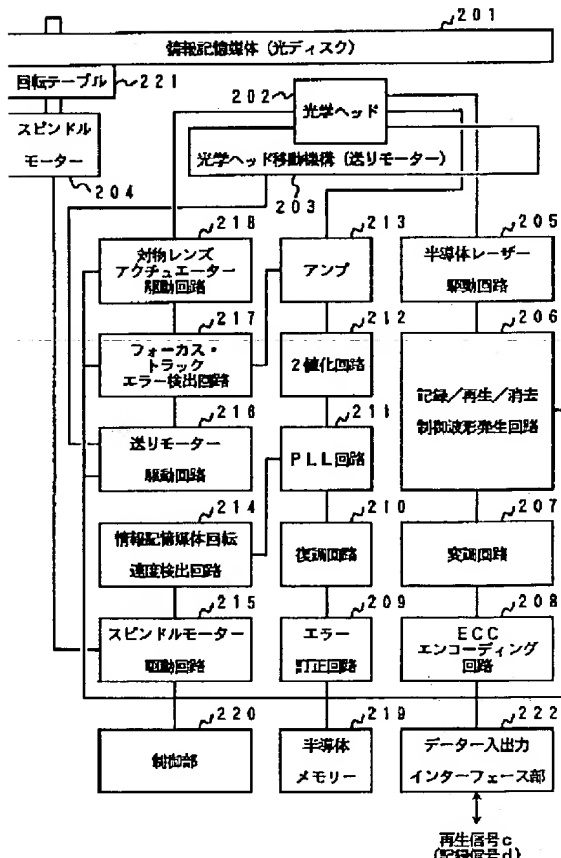 201
情報記憶媒体(光ディスク)
回転テーブル
221
202
光学ヘッド
スピンドル
モーター
光学ヘッド移動機構(送りモーター)
204
203
218
213
205
対物レンズ
アクチュエーター
駆動回路
アンプ
半導体レーザー
駆動回路
217
212
206
フォーカス・
トラック
エラー検出回路
2値化回路
記録/再生/消去
制御波形発生回路
216
211
送りモーター
駆動回路
PLL回路
214
210
207
情報記憶媒体回転
速度検出回路
復調回路
変調回路
215
209
208
スピンドルモーター
駆動回路
エラー
訂正回路
ECC
エンコーディング
回路
220
219
222
制御部
半導体
メモリー
データー入出力
インターフェース部
再生信号c
(記録信号d)